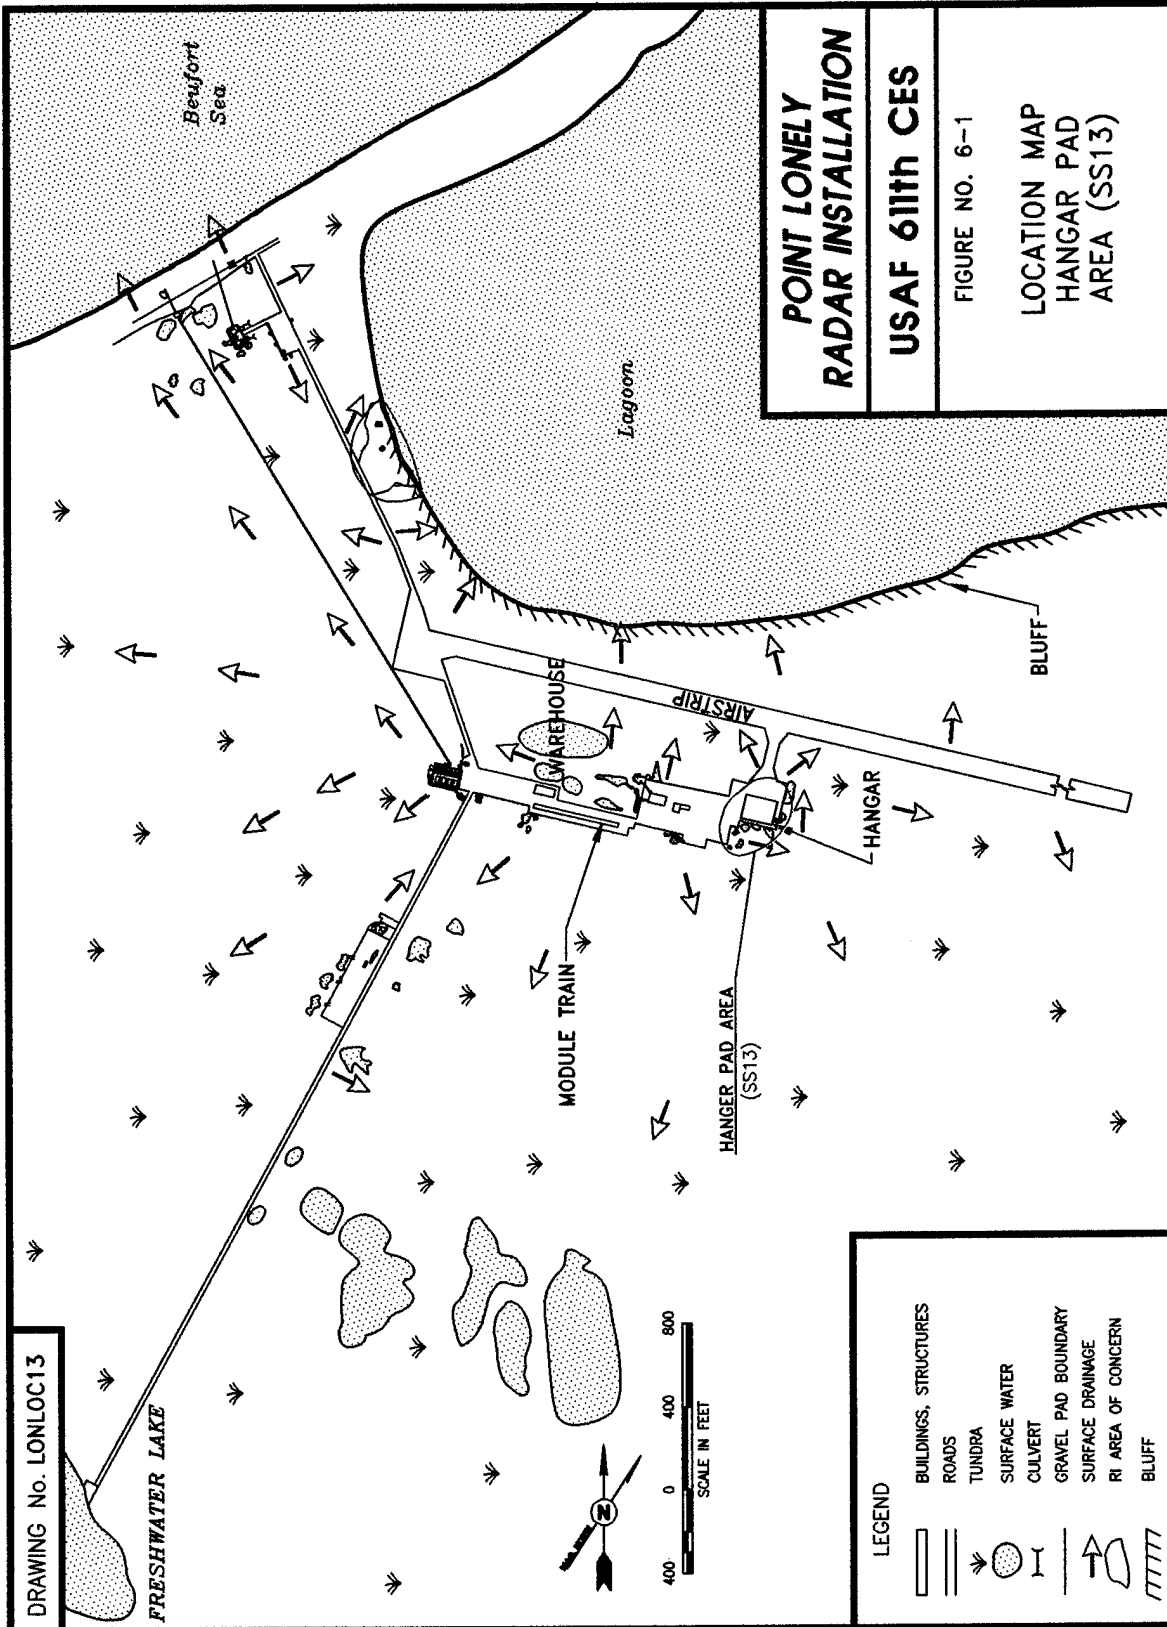 DRAWING No. LONLOC13
FRESHWATER LAKE
Beufort
Sea
Lagoon
WAREHOUSE
AIRSTRIP
BLUFF
HANGAR
MODULE TRAIN
HANGER PAD AREA
(SS13)
N
400 0 400 800
SCALE IN FEET
LEGEND
BUILDINGS, STRUCTURES
ROADS
TUNDRA
SURFACE WATER
CULVERT
GRAVEL PAD BOUNDARY
SURFACE DRAINAGE
RI AREA OF CONCERN
BLUFF
POINT LONELY
RADAR INSTALLATION
USAF 611th CES
FIGURE NO. 6-1
LOCATION MAP
HANGAR PAD
AREA (SS13)